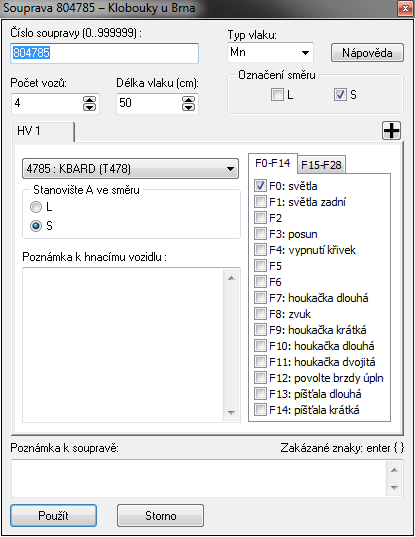 Souprava 804785 – Klobouky u Brna
Číslo soupravy (0..999999) :
804785
Typ vlaku:
Mn
Nápověda
Počet vozů:
4
Délka vlaku (cm):
50
Označení směru
L
S
HV 1
4785 : KBARD (T478)
Stanoviště A ve směru
L
S
Poznámka k hnacímu vozidlu :
F0-F14
F15-F28
F0: světla
F1: světla zadní
F2
F3: posun
F4: vypnutí křivek
F5
F6
F7: houkačka dlouhá
F8: zvuk
F9: houkačka krátká
F10: houkačka dlouhá
F11: houkačka dvojitá
F12: povolte brzdy úpln
F13: píšťala dlouhá
F14: píšťala krátká
Poznámka k soupravě:
Zakázané znaky: enter { }
Použít
Storno